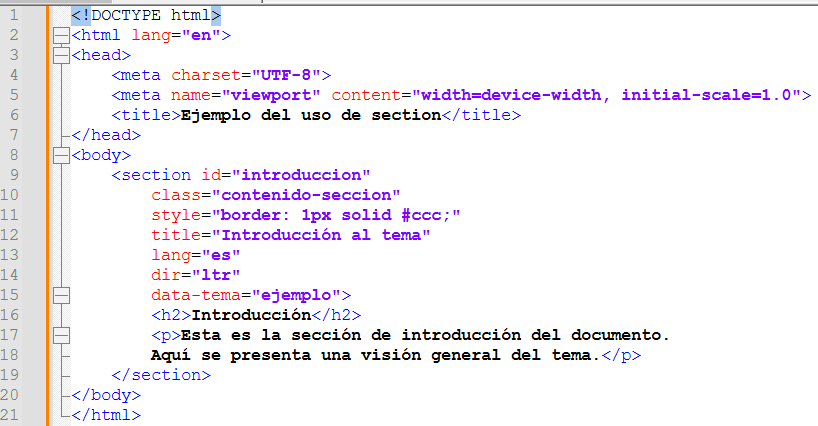 1 <!DOCTYPE html>
2 <html lang="en">
3 <head>
4 <meta charset="UTF-8">
5 <meta name="viewport" content="width=device-width, initial-scale=1.0">
6 <title>Ejemplo del uso de section</title>
7 </head>
8 <body>
9 <section id="introduccion"
10 class="contenido-seccion"
11 style="border: 1px solid #ccc;"
12 title="Introducción al tema"
13 lang="es"
14 dir="ltr"
15 data-tema="ejemplo">
16 <h2>Introducción</h2>
17 <p>Esta es la sección de introducción del documento.
18 Aquí se presenta una visión general del tema.</p>
19 </section>
20 </body>
21 </html>